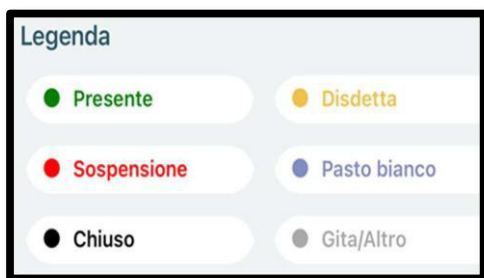 Legenda
Presente Disdetta
Sospensione Pasto bianco
Chiuso Gita/Altro